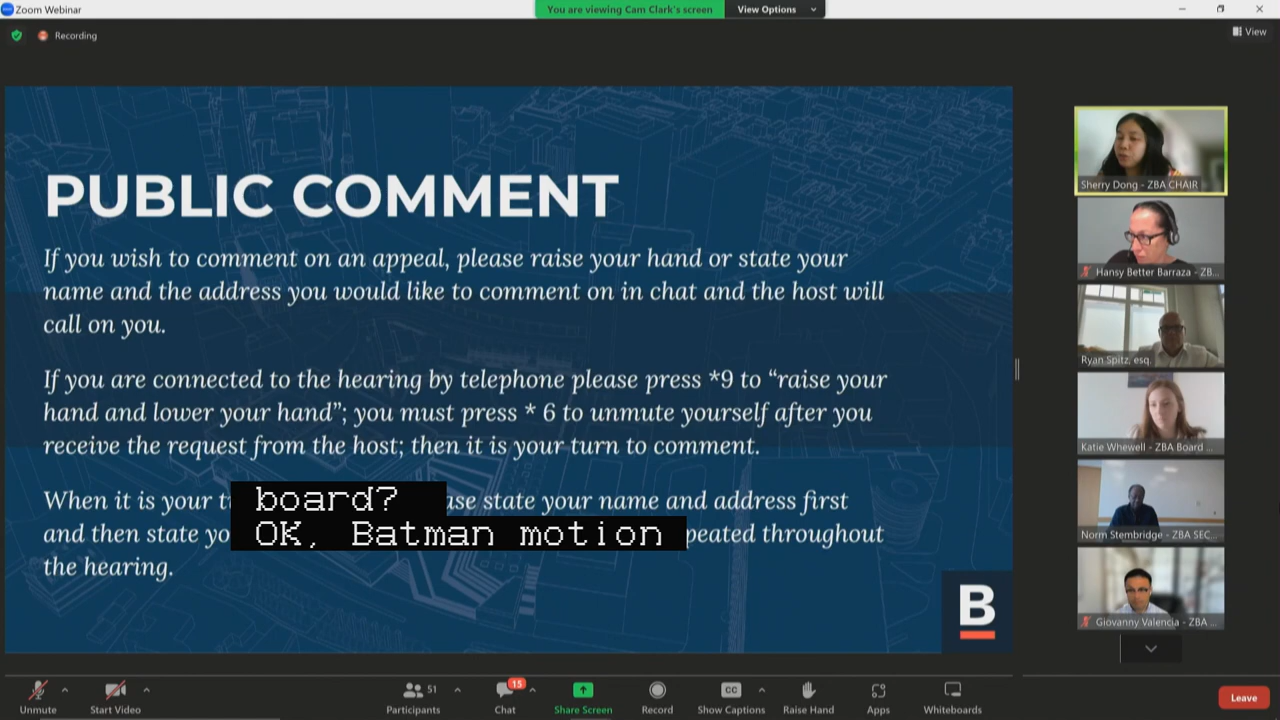 Zoom Webinar
You are viewing Cam Clark's screen
View Options
Recording
View
PUBLIC COMMENT
If you wish to comment on an appeal, please raise your hand or state your
name and the address you would like to comment on in chat and the host will
call on you.
If you are connected to the hearing by telephone please press *9 to “raise your
hand and lower your hand”; you must press * 6 to unmute yourself after you
receive the request from the host; then it is your turn to comment.
When it is your state your name and address first
and then state throughout
the hearing.
board?
OK, Batman motion
B
Sherry Dong - ZBA CHAIR
Hansy Better Barraza - ZB...
Ryan Spitz, esq.
Katie Whewell - ZBA Board ...
Norm Stembridge - ZBA SEC...
Giovanny Valencia - ZBA ...
Unmute
Start Video
51
Participants
15
Chat
Share Screen
Record
CC
Show Captions
Raise Hand
Apps
Whiteboards
Leave